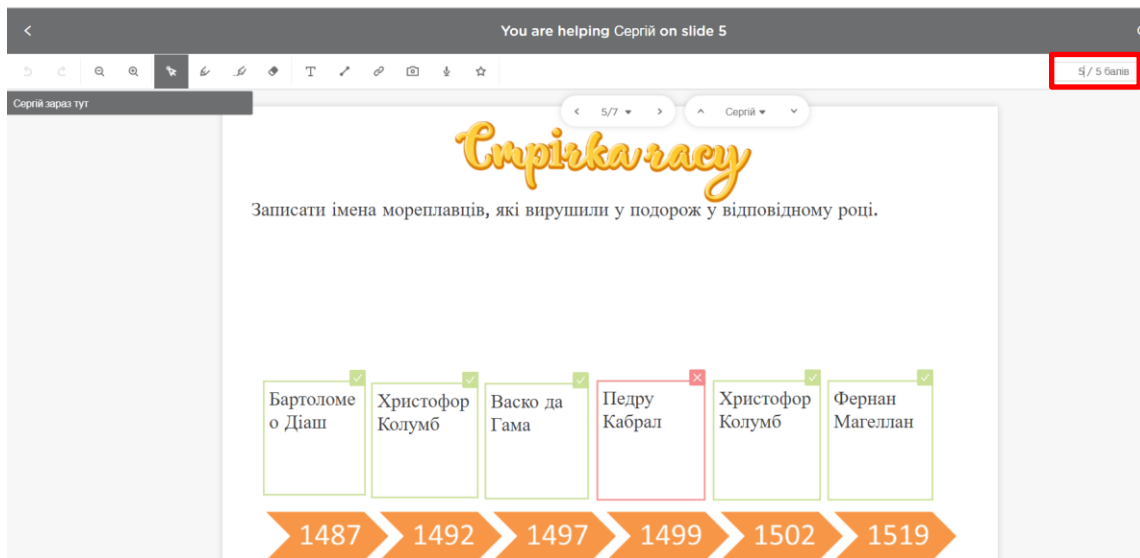 You are helping Сергій on slide 5
T
5 / 5 балів
Сергій зараз тут
5/7
Сергій
Стрічка часу
Записати імена мореплавців, які вирушили у подорож у відповідному році.
Бартоломе
о Діаш
Христофор
Колумб
Васко да
Гама
Педру
Кабрал
Христофор
Колумб
Фернан
Магеллан
1487
1492
1497
1499
1502
1519